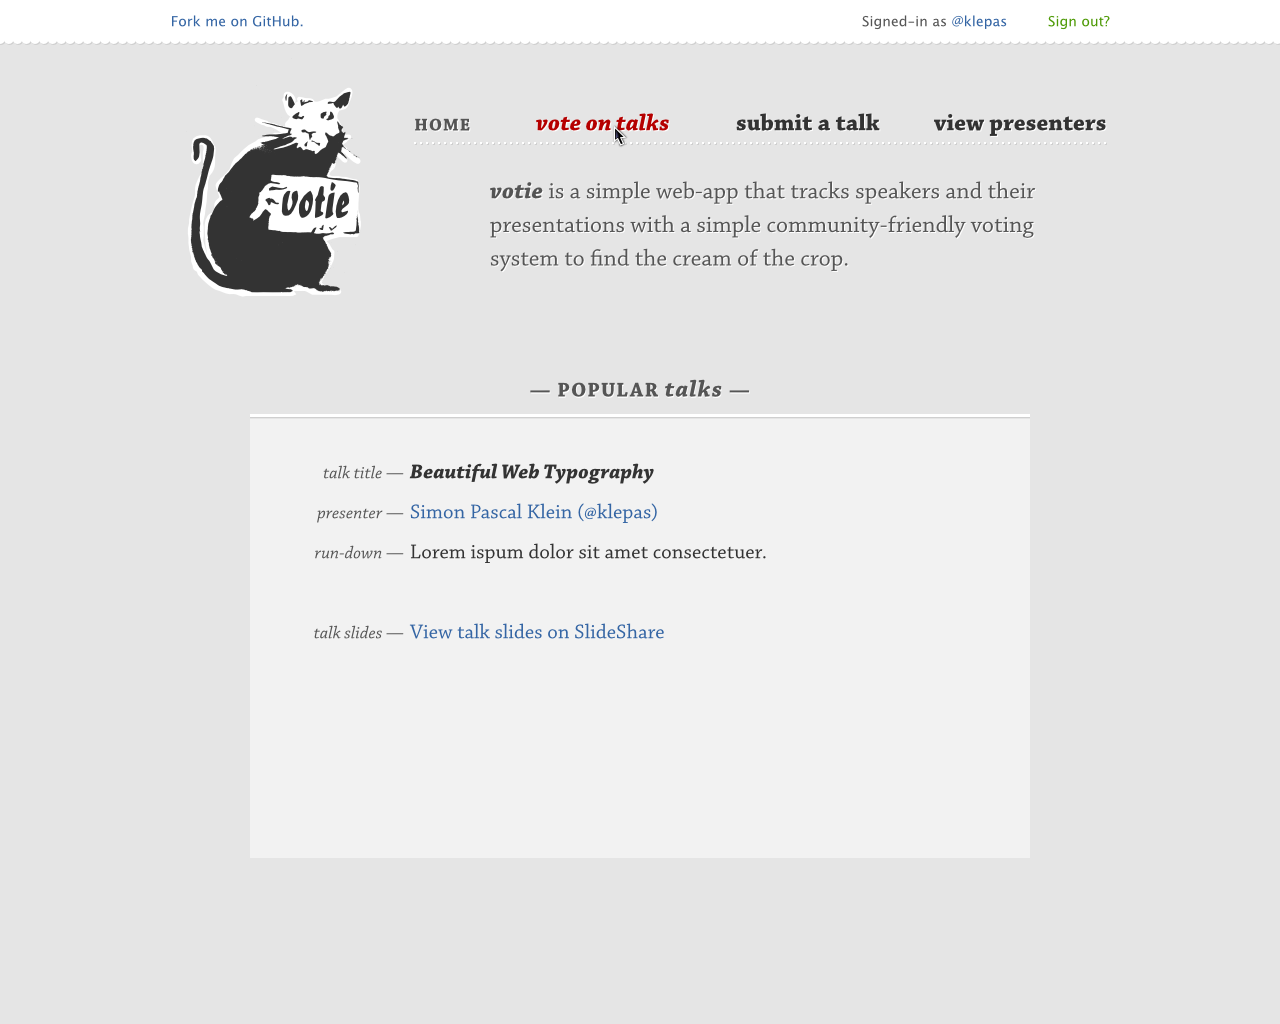 Fork me on GitHub. Signed-in as @klepas Sign out?
HOME vote on talks submit a talk view presenters
votie
votie is a simple web-app that tracks speakers and their
presentations with a simple community-friendly voting
system to find the cream of the crop.
— POPULAR talks —
talk title — Beautiful Web Typography
presenter — Simon Pascal Klein (@klepas)
run-down — Lorem ispum dolor sit amet consectetuer.
talk slides — View talk slides on SlideShare